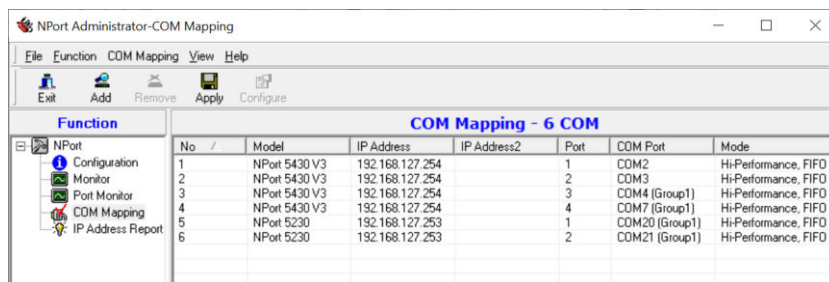 NPort Administrator-COM Mapping
File Function COM Mapping View Help
Exit Add Remove Apply Configure
Function
COM Mapping - 6 COM
NPort
Configuration
Monitor
Port Monitor
COM Mapping
IP Address Report
No / Model IP Address IP Address2 Port COM Port Mode
1 NPort 5430 V3 192.168.127.254 1 COM2 Hi-Performance, FIFO
2 NPort 5430 V3 192.168.127.254 2 COM3 Hi-Performance, FIFO
3 NPort 5430 V3 192.168.127.254 3 COM4 (Group1) Hi-Performance, FIFO
4 NPort 5430 V3 192.168.127.254 4 COM7 (Group1) Hi-Performance, FIFO
5 NPort 5230 192.168.127.253 1 COM20 (Group1) Hi-Performance, FIFO
6 NPort 5230 192.168.127.253 2 COM21 (Group1) Hi-Performance, FIFO